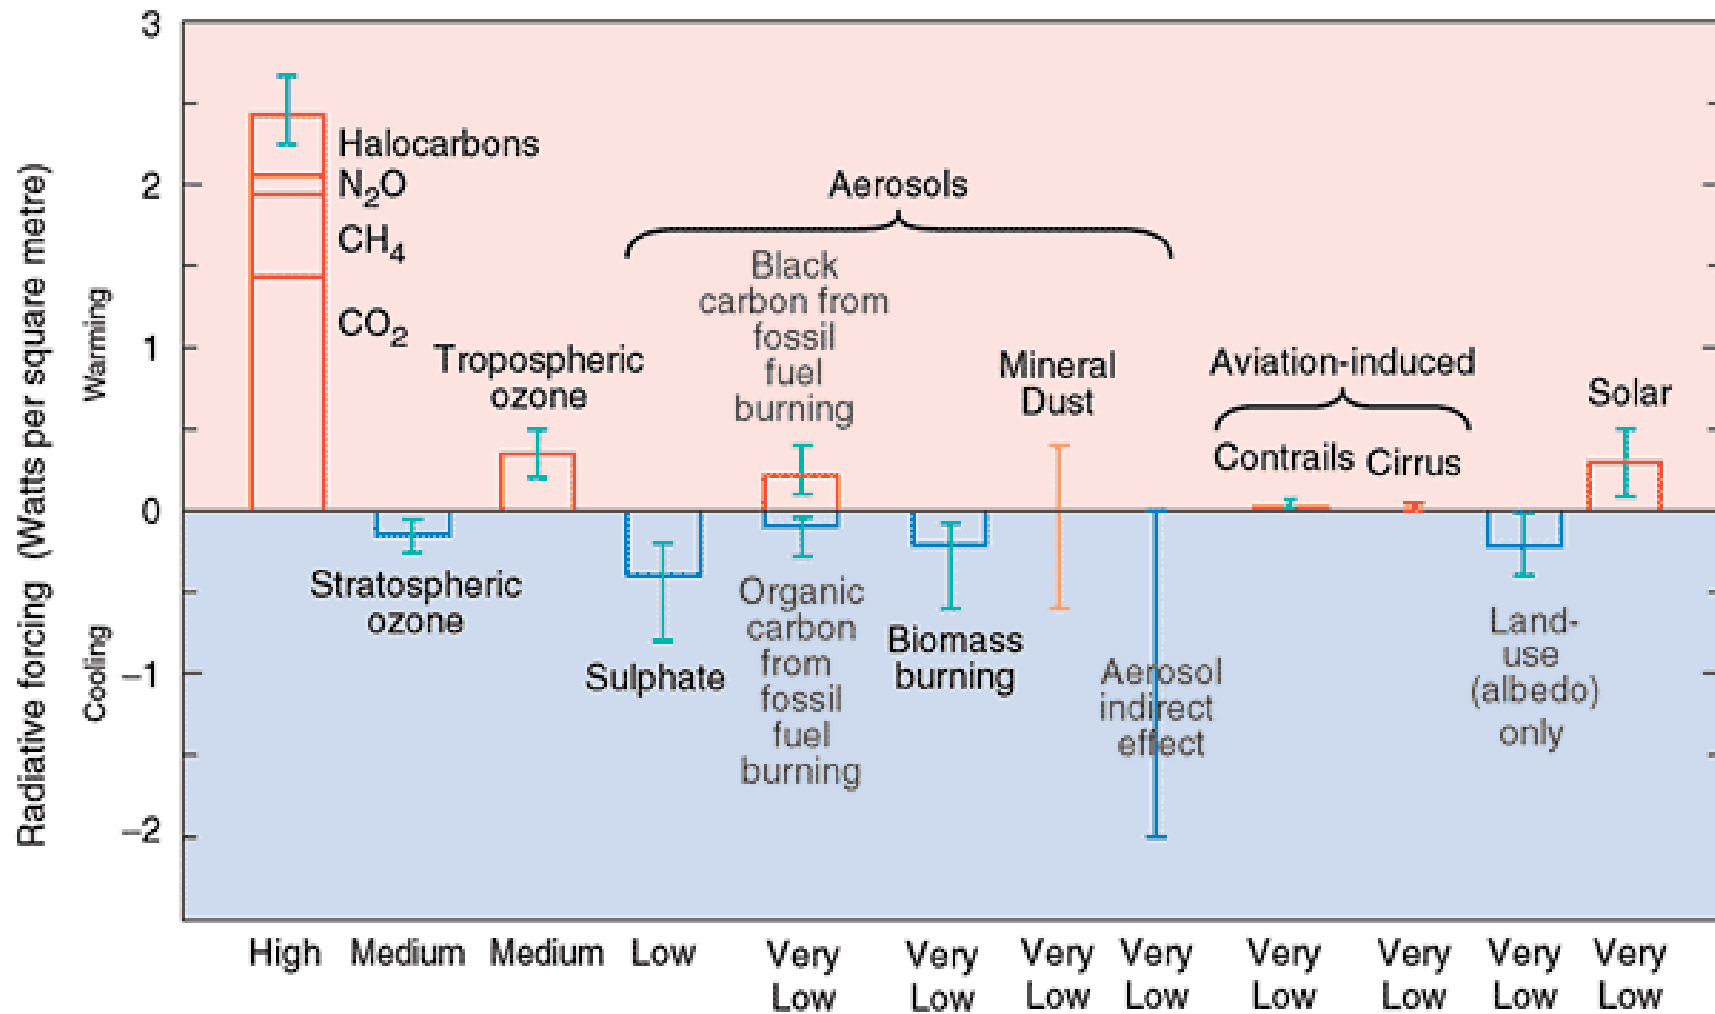 Radiative forcing (Watts per square metre)
Warming
Cooling
3
2
1
0
–1
–2
Halocarbons
N₂O
CH₄
CO₂
Stratospheric
ozone
Tropospheric
ozone
Aerosols
Sulphate
Black
carbon from
fossil
fuel
burning
Organic
carbon
from
fossil
fuel
burning
Biomass
burning
Mineral
Dust
Aerosol
indirect
effect
Aviation-induced
Contrails Cirrus
Land-
use
(albedo)
only
Solar
High Medium Medium Low Very Very Very Very Very Very Very Very
Low Low Low Low Low Low Low Low